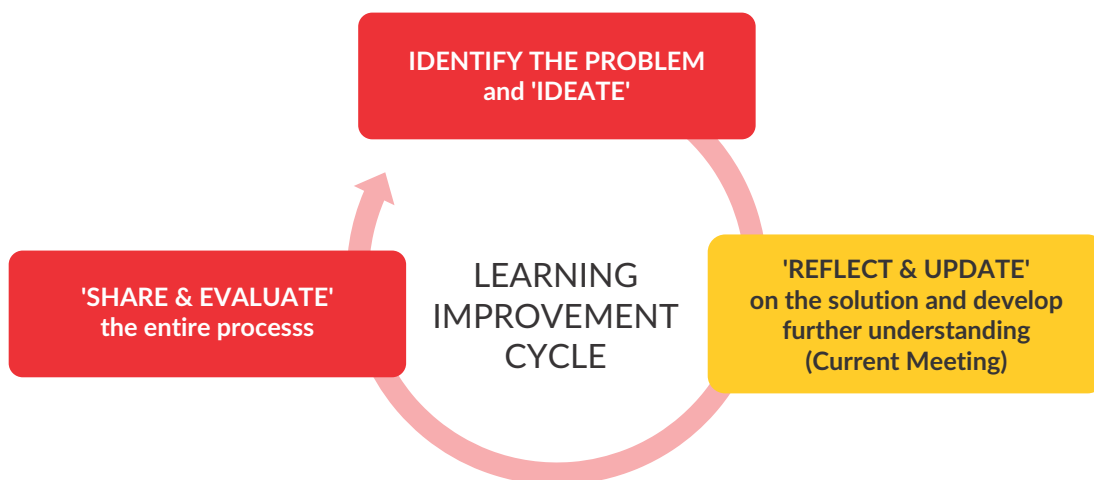 IDENTIFY THE PROBLEM
and 'IDEATE'
'REFLECT & UPDATE'
on the solution and develop
further understanding
(Current Meeting)
'SHARE & EVALUATE'
the entire processs
LEARNING
IMPROVEMENT
CYCLE